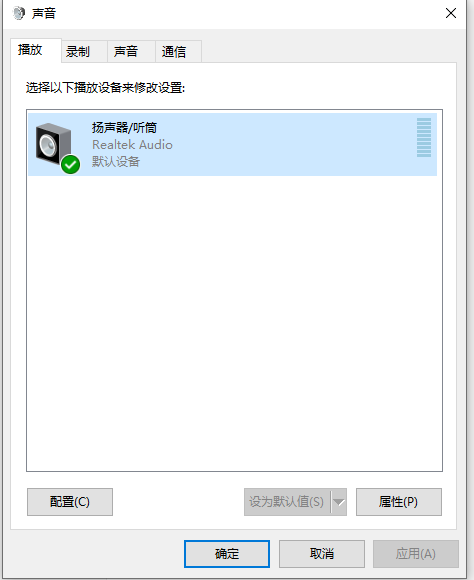 声音
播放
录制
声音
通信
选择以下播放设备来修改设置:
扬声器/听筒
Realtek Audio
默认设备
配置(C)
设为默认值(S)
属性(P)
确定
取消
应用(A)